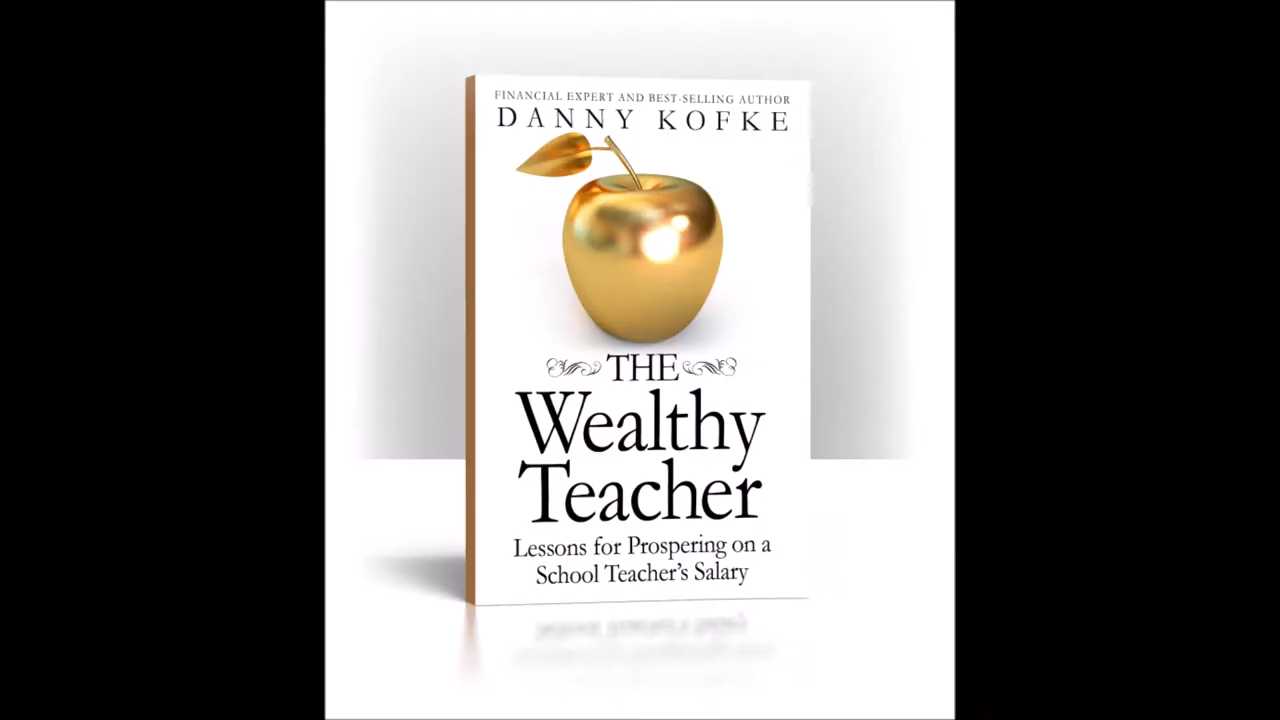 FINANCIAL EXPERT AND BEST-SELLING AUTHOR
DANNY KOFKE
THE
Wealthy
Teacher
Lessons for Prospering on a
School Teacher's Salary